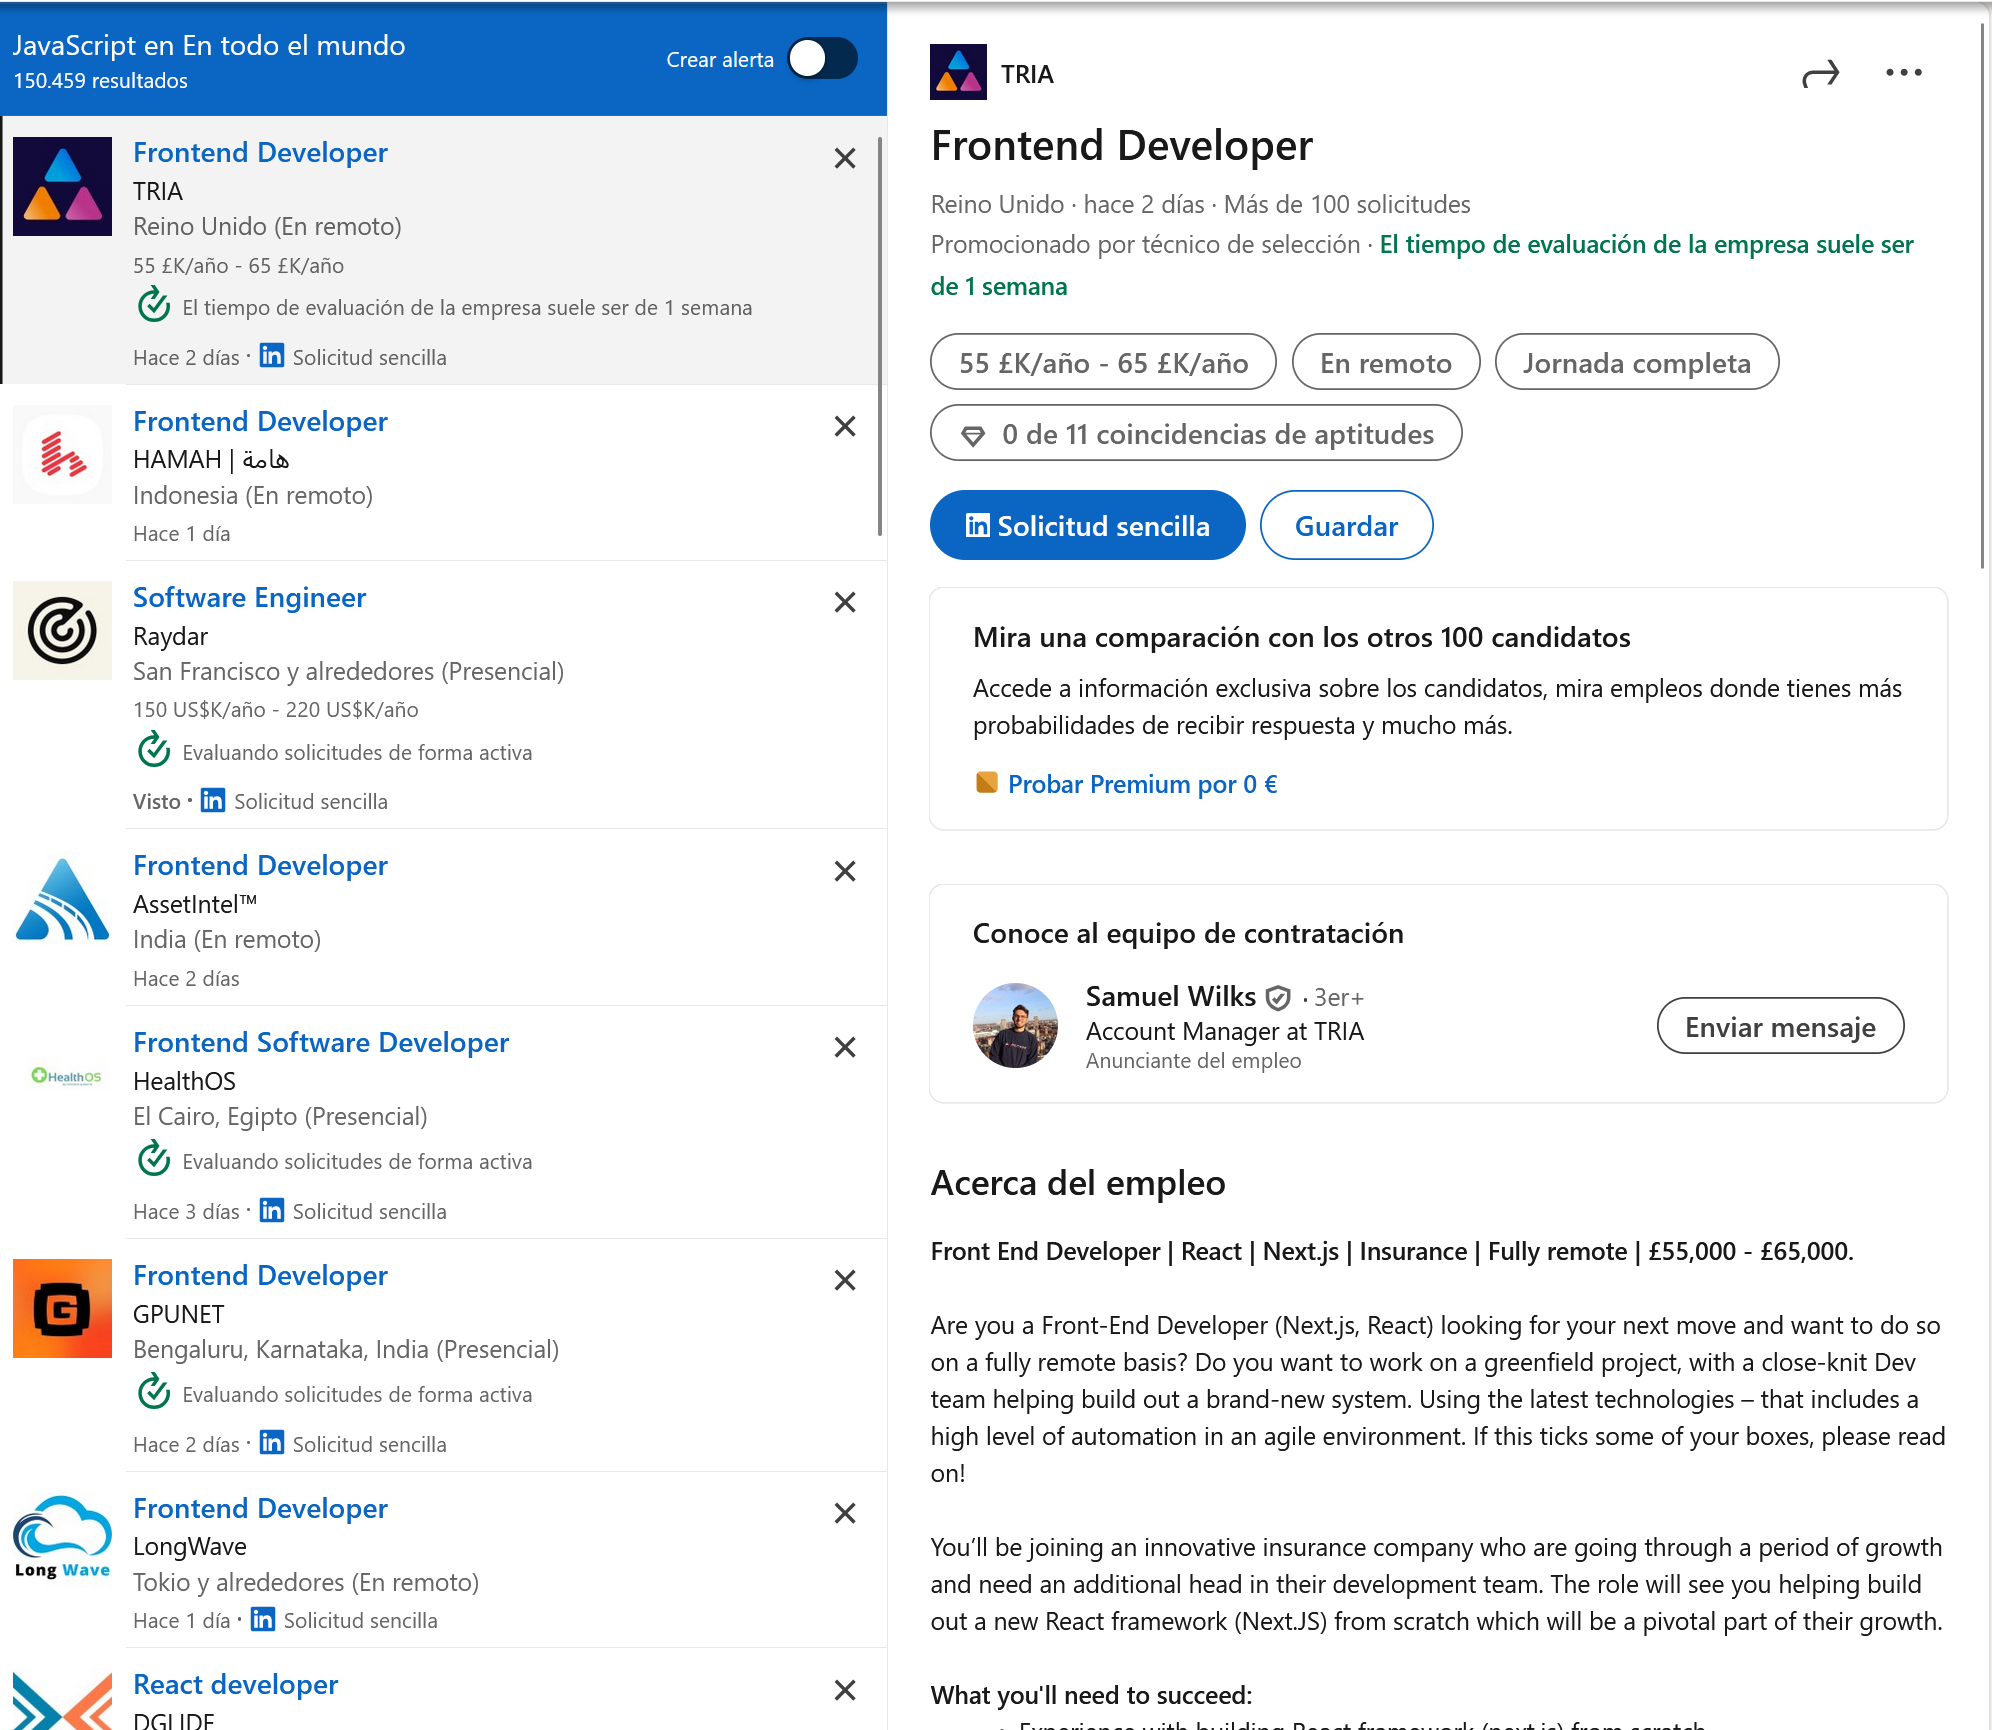 JavaScript en En todo el mundo
150.459 resultados
Crear alerta
Frontend Developer
TRIA
Reino Unido (En remoto)
55 £K/año - 65 £K/año
El tiempo de evaluación de la empresa suele ser de 1 semana
Hace 2 días · in Solicitud sencilla
Frontend Developer
HAMAH | هامة
Indonesia (En remoto)
Hace 1 día
Software Engineer
Raydar
San Francisco y alrededores (Presencial)
150 US$K/año - 220 US$K/año
Evaluando solicitudes de forma activa
Visto · in Solicitud sencilla
Frontend Developer
AssetIntel™
India (En remoto)
Hace 2 días
HealthOS
Frontend Software Developer
HealthOS
El Cairo, Egipto (Presencial)
Evaluando solicitudes de forma activa
Hace 3 días · in Solicitud sencilla
G
Frontend Developer
GPUNET
Bengaluru, Karnataka, India (Presencial)
Evaluando solicitudes de forma activa
Hace 2 días · in Solicitud sencilla
Long Wave
Frontend Developer
LongWave
Tokio y alrededores (En remoto)
Hace 1 día · in Solicitud sencilla
React developer
DGLIDE
TRIA
Frontend Developer
Reino Unido · hace 2 días · Más de 100 solicitudes
Promocionado por técnico de selección · El tiempo de evaluación de la empresa suele ser
de 1 semana
55 £K/año - 65 £K/año
En remoto
Jornada completa
0 de 11 coincidencias de aptitudes
in Solicitud sencilla
Guardar
Mira una comparación con los otros 100 candidatos
Accede a información exclusiva sobre los candidatos, mira empleos donde tienes más
probabilidades de recibir respuesta y mucho más.
Probar Premium por 0 €
Conoce al equipo de contratación
Samuel Wilks · 3er+
Account Manager at TRIA
Anunciante del empleo
Enviar mensaje
Acerca del empleo
Front End Developer | React | Next.js | Insurance | Fully remote | £55,000 - £65,000.
Are you a Front-End Developer (Next.js, React) looking for your next move and want to do so
on a fully remote basis? Do you want to work on a greenfield project, with a close-knit Dev
team helping build out a brand-new system. Using the latest technologies – that includes a
high level of automation in an agile environment. If this ticks some of your boxes, please read
on!
You’ll be joining an innovative insurance company who are going through a period of growth
and need an additional head in their development team. The role will see you helping build
out a new React framework (Next.JS) from scratch which will be a pivotal part of their growth.
What you'll need to succeed:
Experience with building React framework (next.js) from scratch